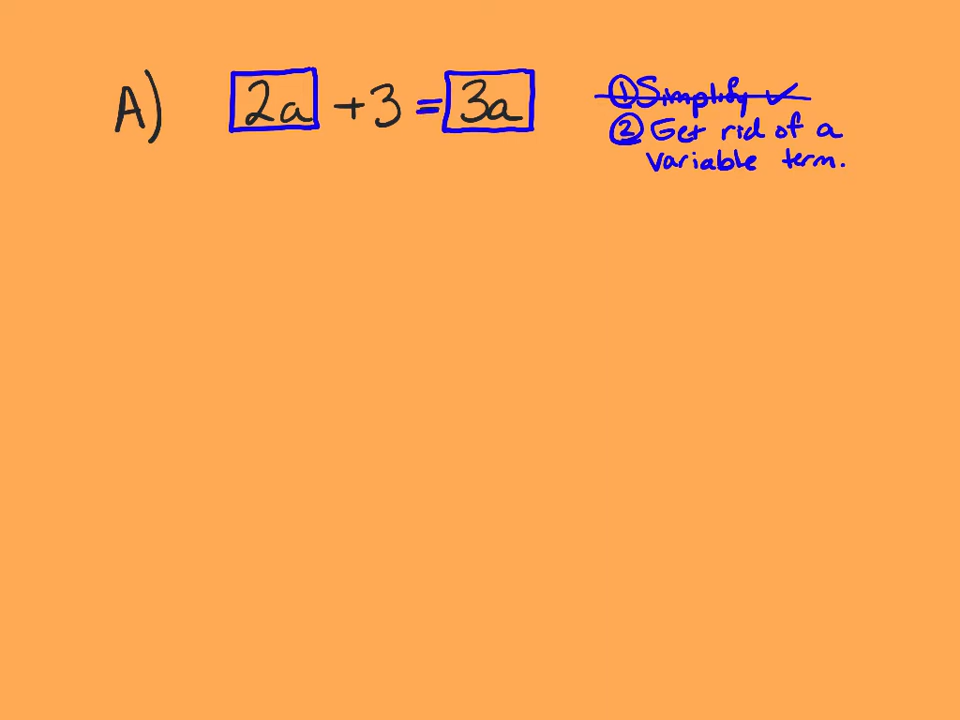 A) 2a + 3 = 3a
① Simplify ✓
② Get rid of a
variable term.